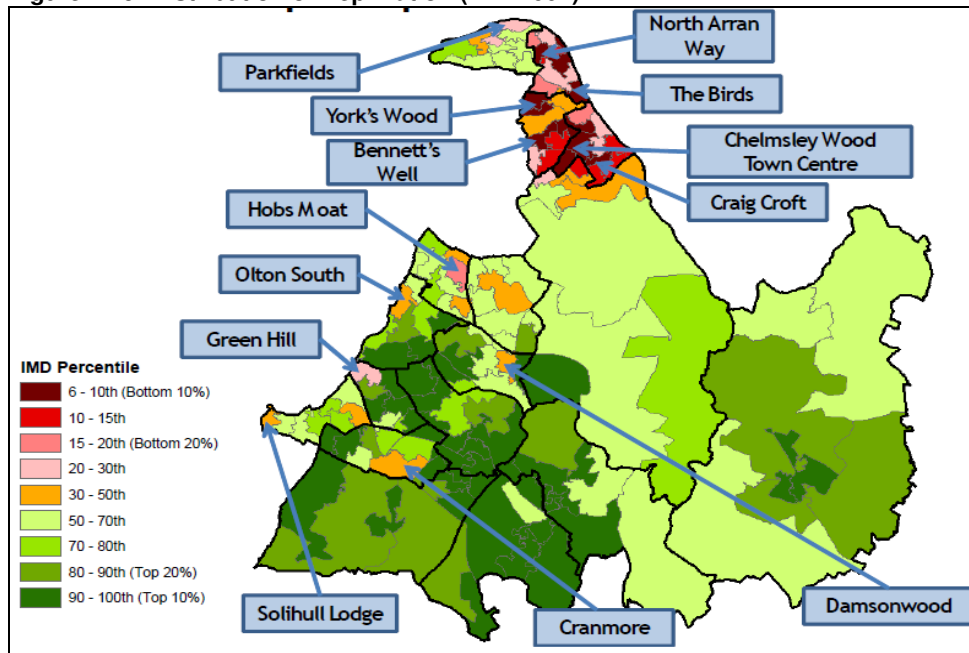 North Arran
Way
Parkfields
The Birds
York's Wood
Bennett's
Well
Chelmsley Wood
Town Centre
Craig Croft
Hobs Moat
Olton South
Green Hill
IMD Percentile
6 - 10th (Bottom 10%)
10 - 15th
15 - 20th (Bottom 20%)
20 - 30th
30 - 50th
50 - 70th
70 - 80th
80 - 90th (Top 20%)
90 - 100th (Top 10%)
Solihull Lodge
Cranmore
Damsonwood